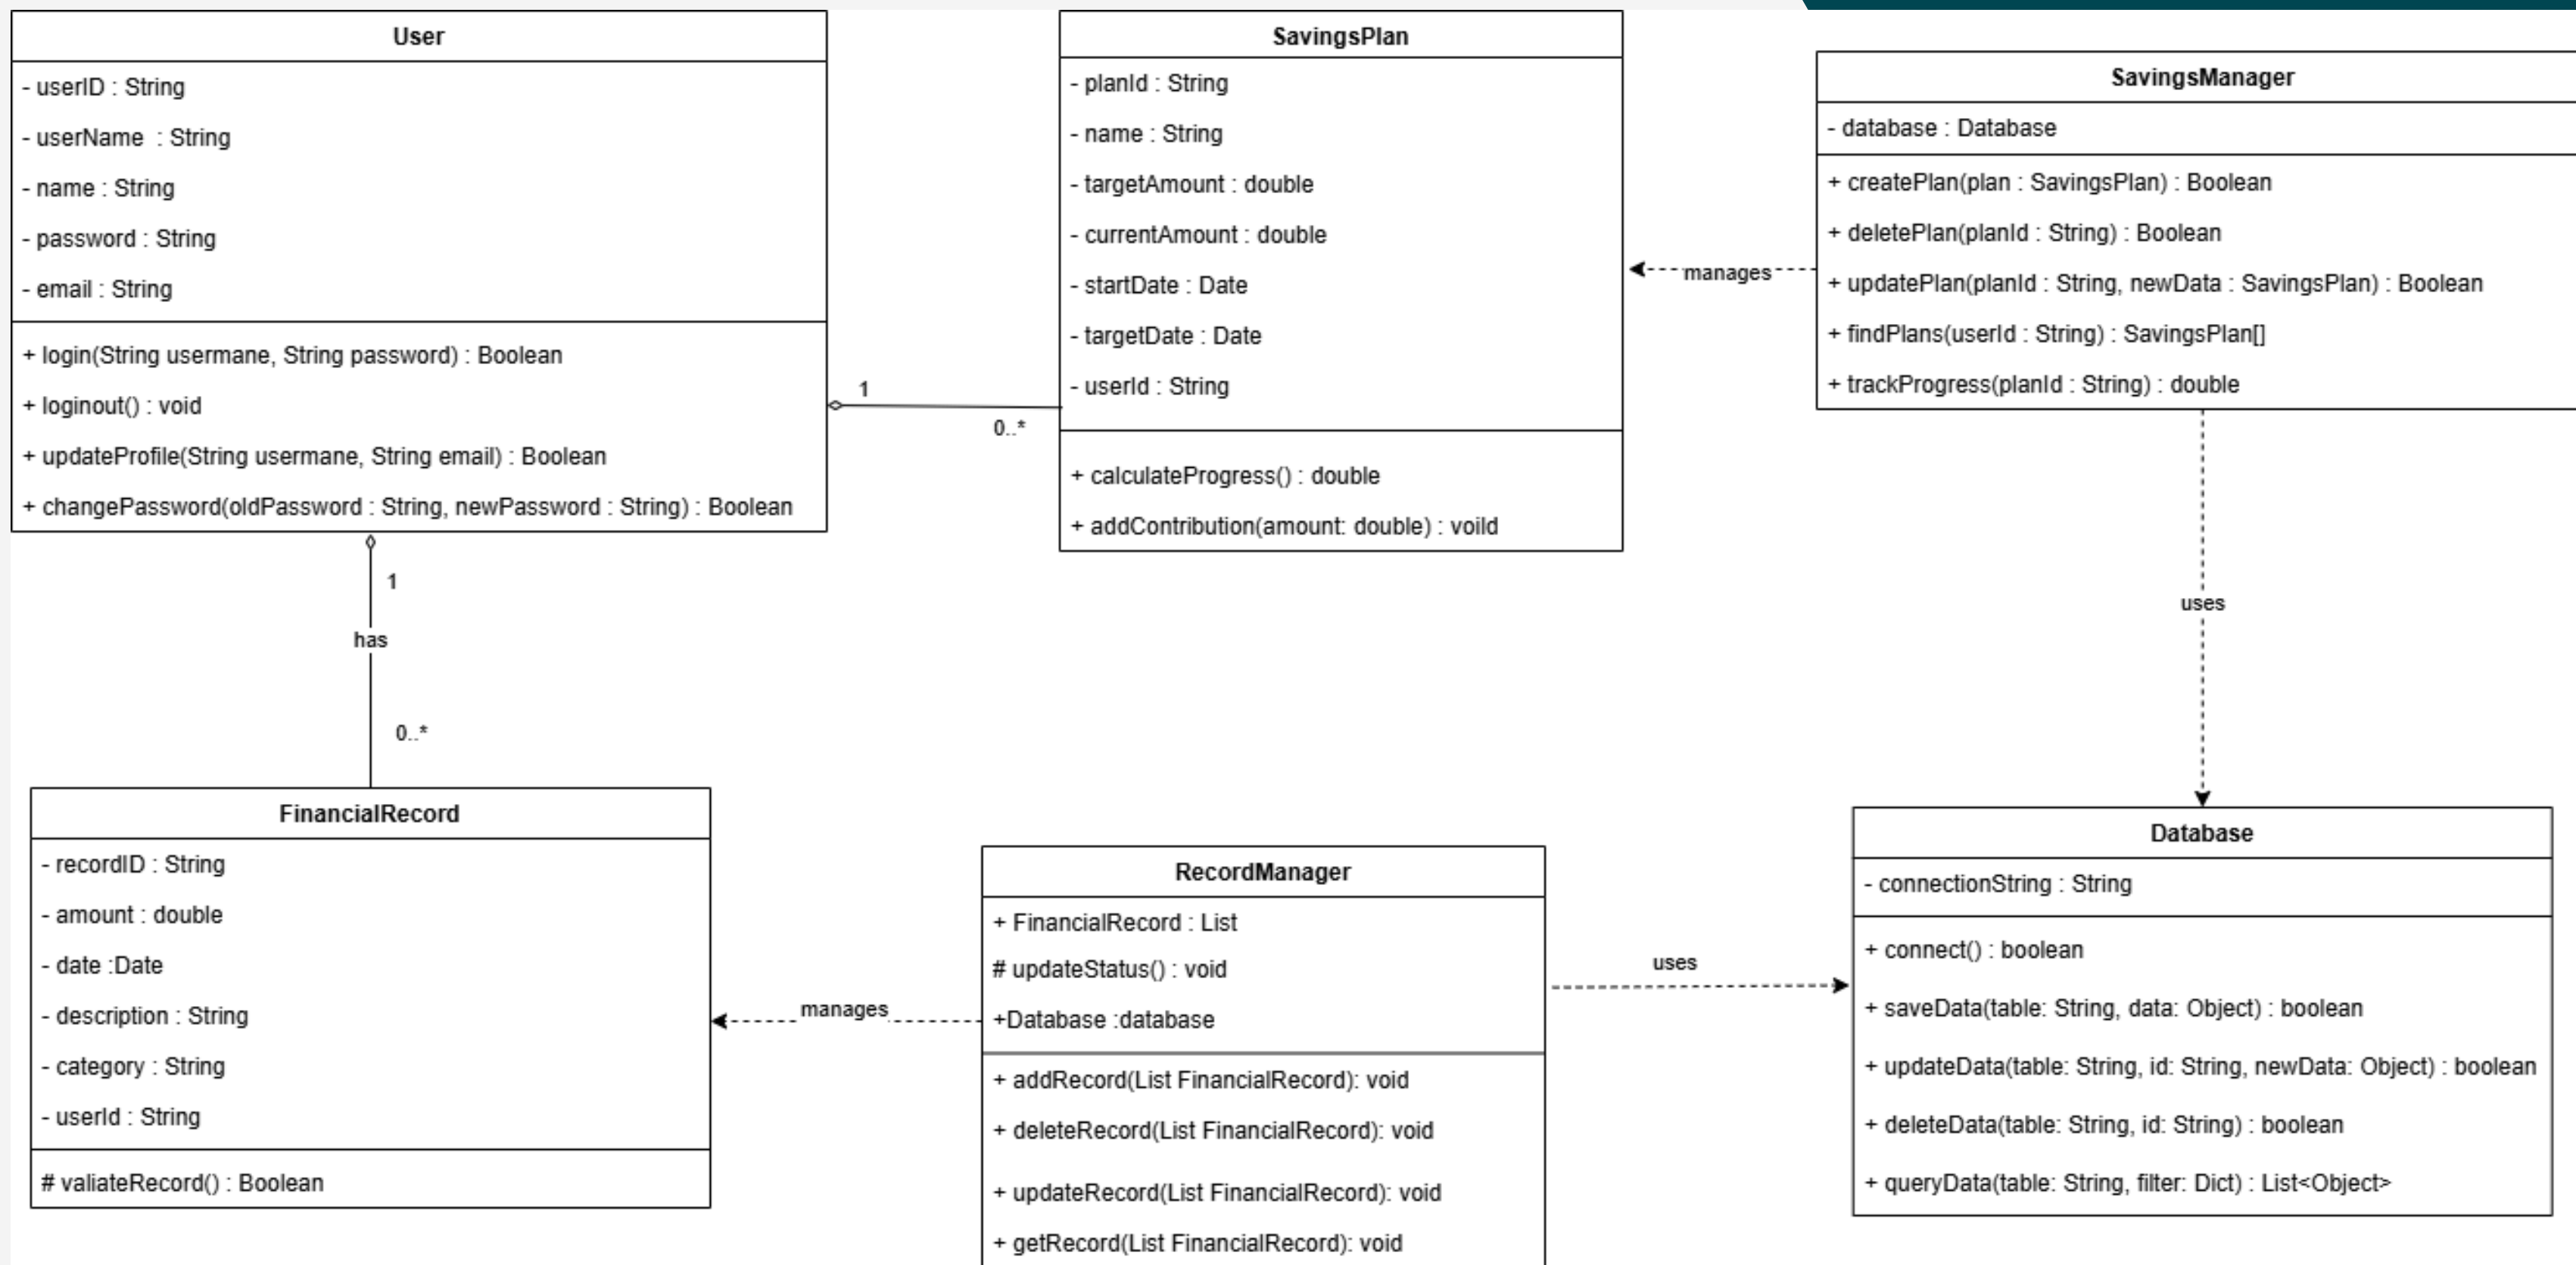 User
- userID : String
- userName  : String
- name : String
- password : String
- email : String
+ login(String usermane, String password) : Boolean
+ loginout() : void
+ updateProfile(String usermane, String email) : Boolean
+ changePassword(oldPassword : String, newPassword : String) : Boolean
1
0..*
SavingsPlan
- planId : String
- name : String
- targetAmount : double
- currentAmount : double
- startDate : Date
- targetDate : Date
- userId : String
+ calculateProgress() : double
+ addContribution(amount: double) : voild
manages
SavingsManager
- database : Database
+ createPlan(plan : SavingsPlan) : Boolean
+ deletePlan(planId : String) : Boolean
+ updatePlan(planId : String, newData : SavingsPlan) : Boolean
+ findPlans(userId : String) : SavingsPlan[]
+ trackProgress(planId : String) : double
1
has
0..*
uses
FinancialRecord
- recordID : String
- amount : double
- date :Date
- description : String
- category : String
- userId : String
# valiateRecord() : Boolean
manages
RecordManager
+ FinancialRecord : List
# updateStatus() : void
+Database :database
+ addRecord(List FinancialRecord): void
+ deleteRecord(List FinancialRecord): void
+ updateRecord(List FinancialRecord): void
+ getRecord(List FinancialRecord): void
uses
Database
- connectionString : String
+ connect() : boolean
+ saveData(table: String, data: Object) : boolean
+ updateData(table: String, id: String, newData: Object) : boolean
+ deleteData(table: String, id: String) : boolean
+ queryData(table: String, filter: Dict) : List<Object>